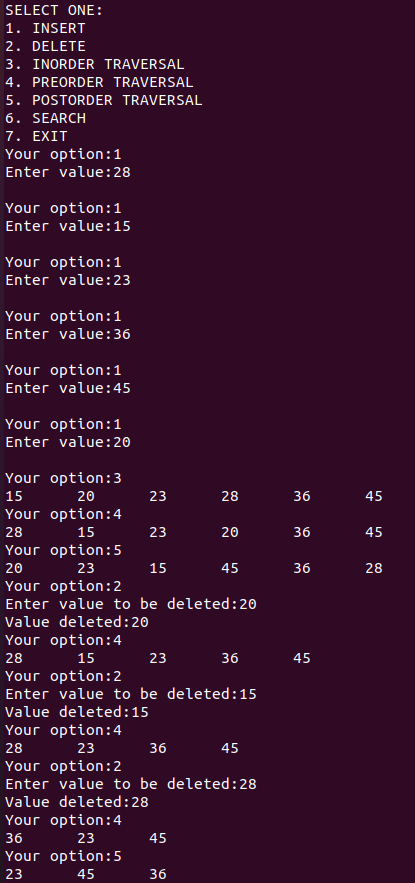 SELECT ONE:
1. INSERT
2. DELETE
3. INORDER TRAVERSAL
4. PREORDER TRAVERSAL
5. POSTORDER TRAVERSAL
6. SEARCH
7. EXIT
Your option:1
Enter value:28
Your option:1
Enter value:15
Your option:1
Enter value:23
Your option:1
Enter value:36
Your option:1
Enter value:45
Your option:1
Enter value:20
Your option:3
15 20 23 28 36 45
Your option:4
28 15 23 20 36 45
Your option:5
20 23 15 45 36 28
Your option:2
Enter value to be deleted:20
Value deleted:20
Your option:4
28 15 23 36 45
Your option:2
Enter value to be deleted:15
Value deleted:15
Your option:4
28 23 36 45
Your option:2
Enter value to be deleted:28
Value deleted:28
Your option:4
36 23 45
Your option:5
23 45 36